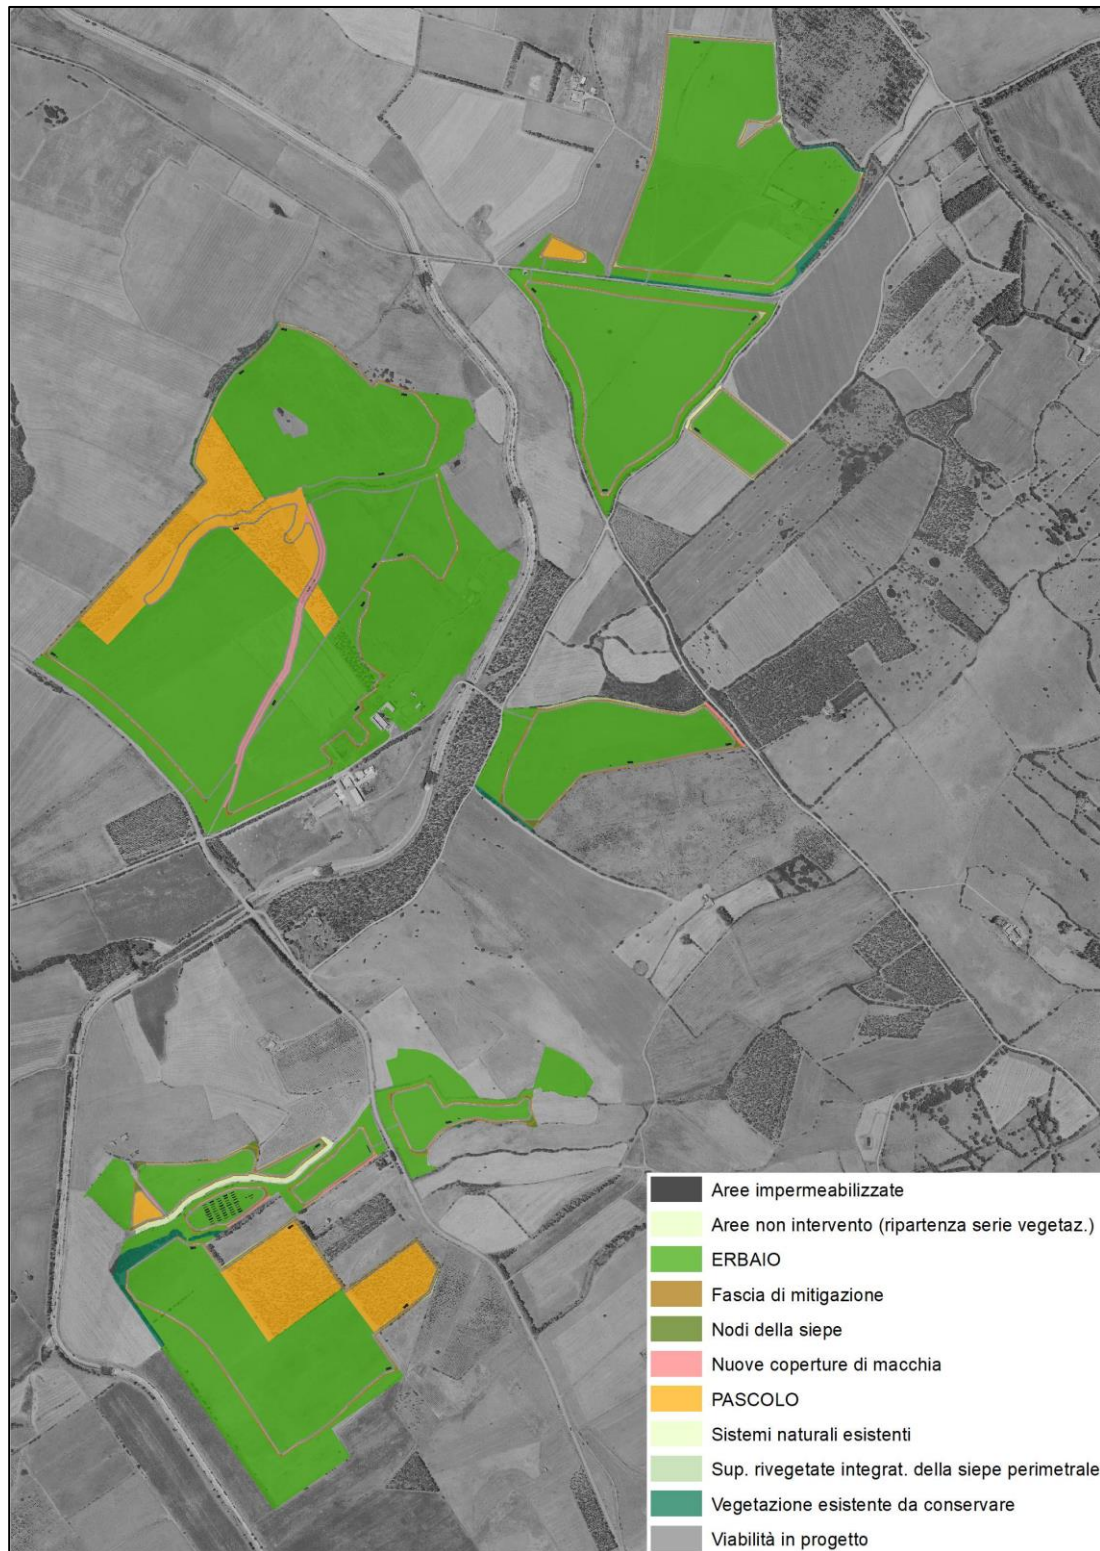 Aree impermeabilizzate
Aree non intervento (ripartenza serie vegetaz.)
ERBAIO
Fascia di mitigazione
Nodi della siepe
Nuove coperture di macchia
PASCOLO
Sistemi naturali esistenti
Sup. rivegetate integrat. della siepe perimetrale
Vegetazione esistente da conservare
Viabilità in progetto